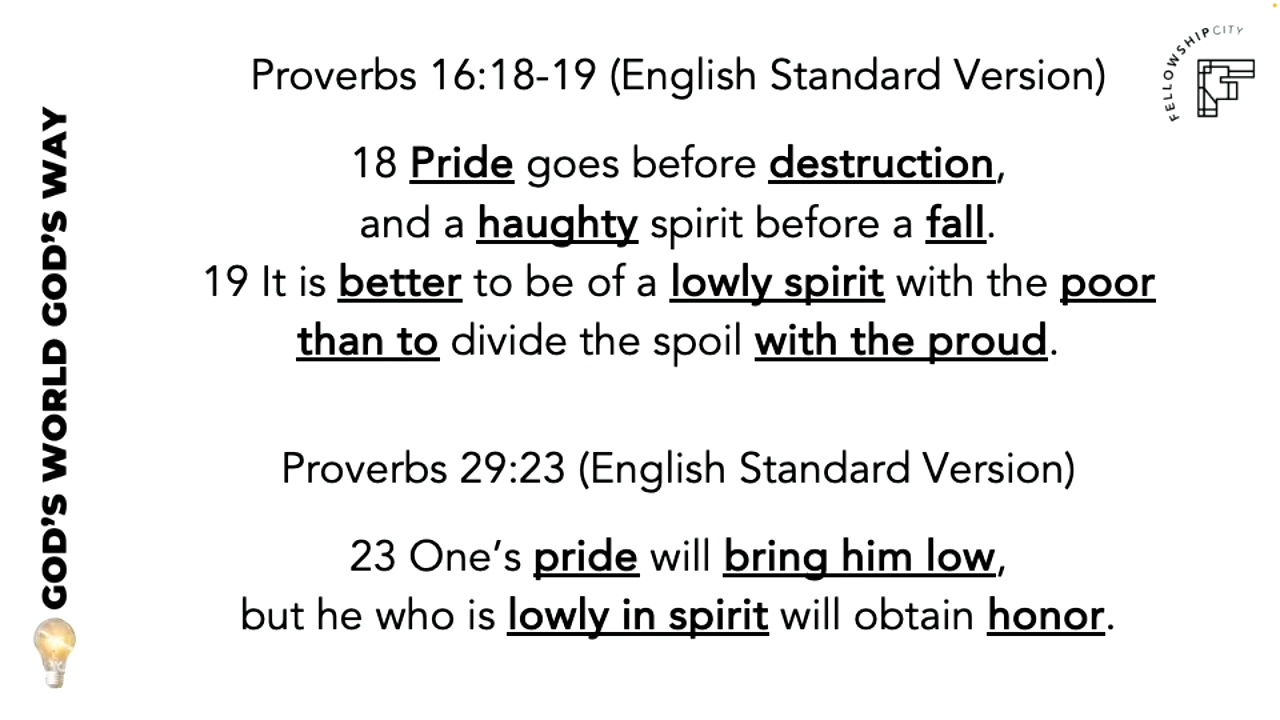 Proverbs 16:18-19 (English Standard Version)
18 Pride goes before destruction,
and a haughty spirit before a fall.
19 It is better to be of a lowly spirit with the poor
than to divide the spoil with the proud.
Proverbs 29:23 (English Standard Version)
23 One’s pride will bring him low,
but he who is lowly in spirit will obtain honor.
GOD’S WORLD GOD’S WAY
FELLOWSHIPCITY